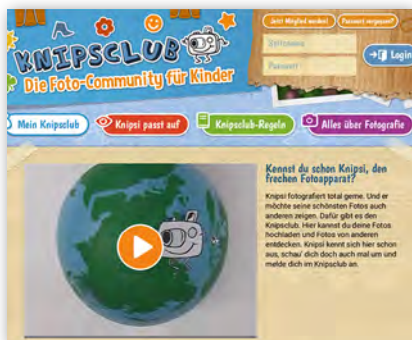 Jetzt Mitglied werden!
Passwort vergessen?
KNIPSCLUB
Die Foto-Community für Kinder
Passwort
Login
Mein Knipsclub
Knipsi passt auf
Knipsclub-Regeln
Alles über Fotografie
Kennst du schon Knipsi, den
frechen Fotoapparat?
Knipsi fotografiert total gerne. Und er
möchte seine schönsten Fotos auch
anderen zeigen. Dafür gibt es den
Knipsclub. Hier kannst du deine Fotos
hochladen und Fotos von anderen
entdecken. Knipsi kennt sich hier schon
aus, schau' dich doch auch mal um und
melde dich im Knipsclub an.